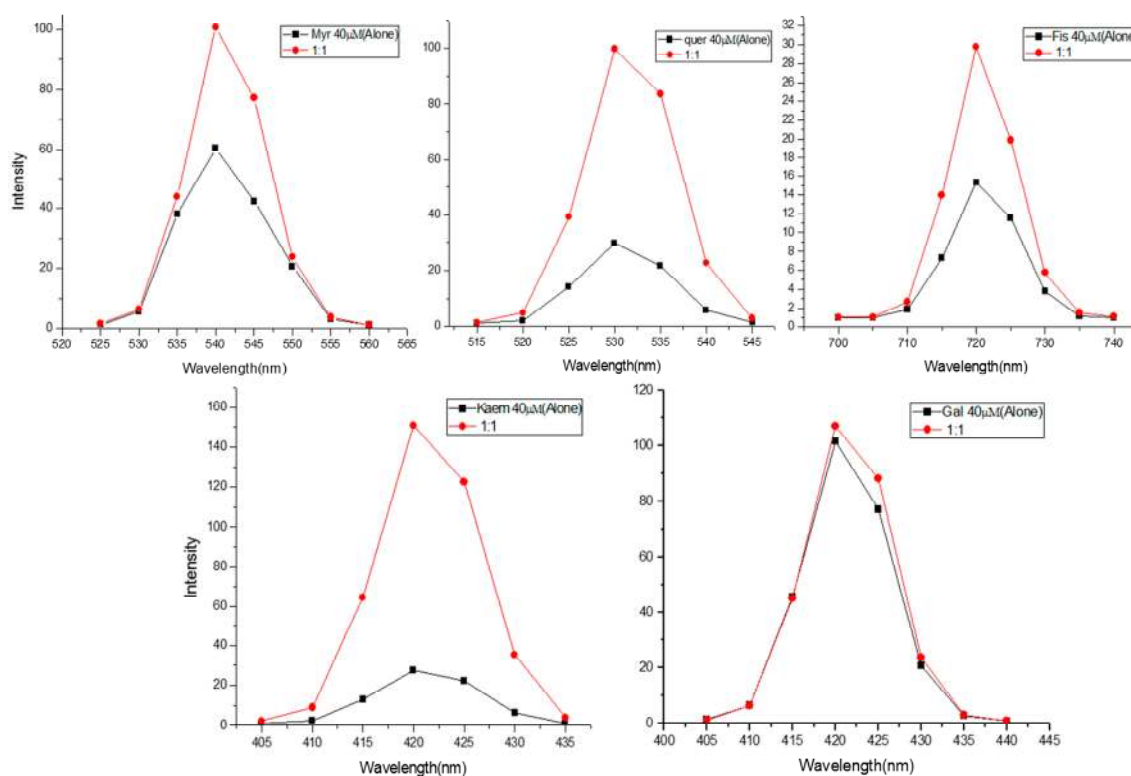 Myr 40μM(Alone)
1:1
Intensity
100
80
60
40
20
0
520 525 530 535 540 545 550 555 560 565
Wavelength(nm)
quer 40μM(Alone)
1:1
100
80
60
40
20
0
515 520 525 530 535 540 545
Wavelength(nm)
Fis 40μM(Alone
1:1
32
30
28
26
24
22
20
18
16
14
12
10
8
6
4
2
0
700 710 720 730 740
Wavelength(nm)
Kaem 40μM(Alone)
1:1
Intensity
160
140
120
100
80
60
40
20
0
405 410 415 420 425 430 435
Wavelength(nm)
Gal 40μM(Alone)
1:1
120
100
80
60
40
20
0
400 405 410 415 420 425 430 435 440 445
Wavelength(nm)